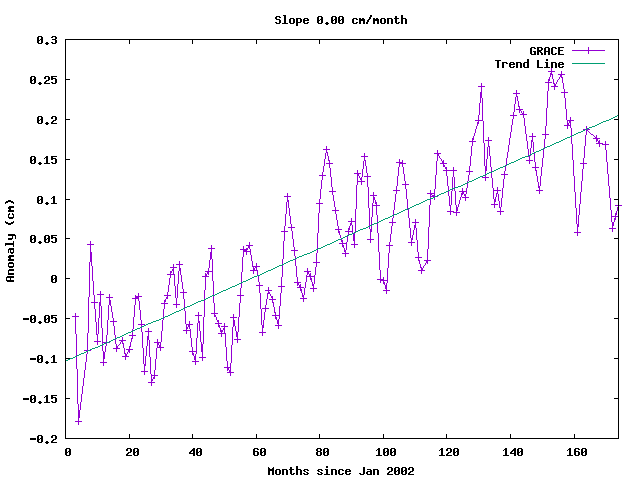 Slope 0.00 cm/month
0.3
0.25
0.2
0.15
0.1
0.05
0
-0.05
-0.1
-0.15
-0.2
Anomaly (cm)
GRACE
Trend Line
0 20 40 60 80 100 120 140 160
Months since Jan 2002